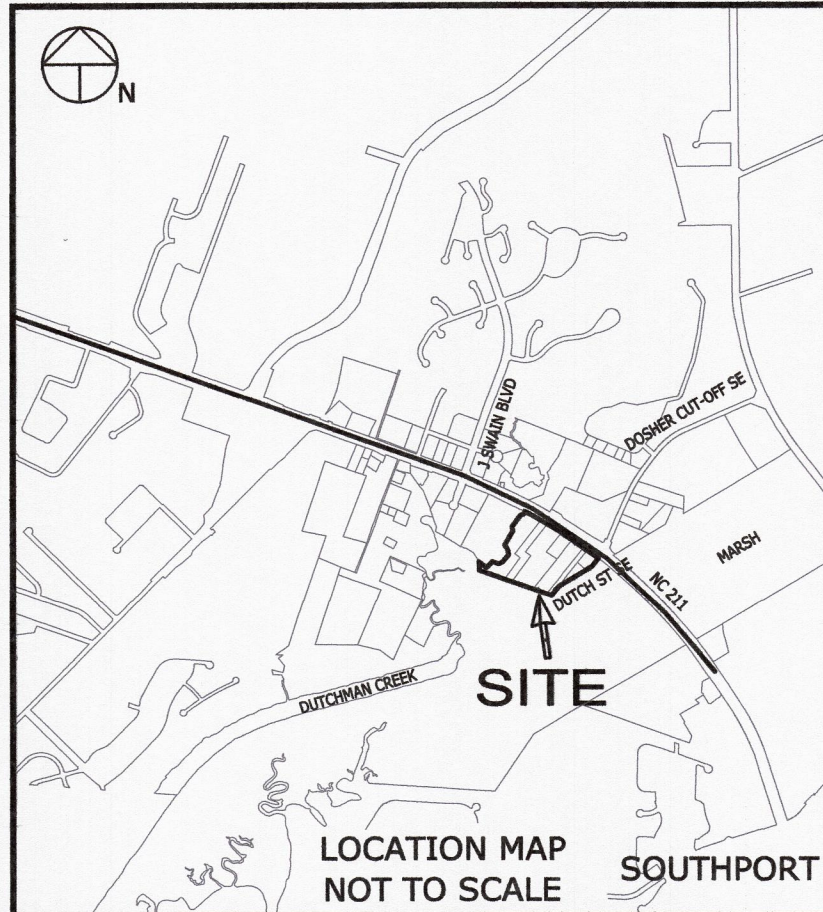 N
J SWAIN BLVD
DOSHER CUT-OFF SE
MARSH
NC 211
DUTCH ST SE
SITE
DUTCHMAN CREEK
LOCATION MAP
NOT TO SCALE
SOUTHPORT